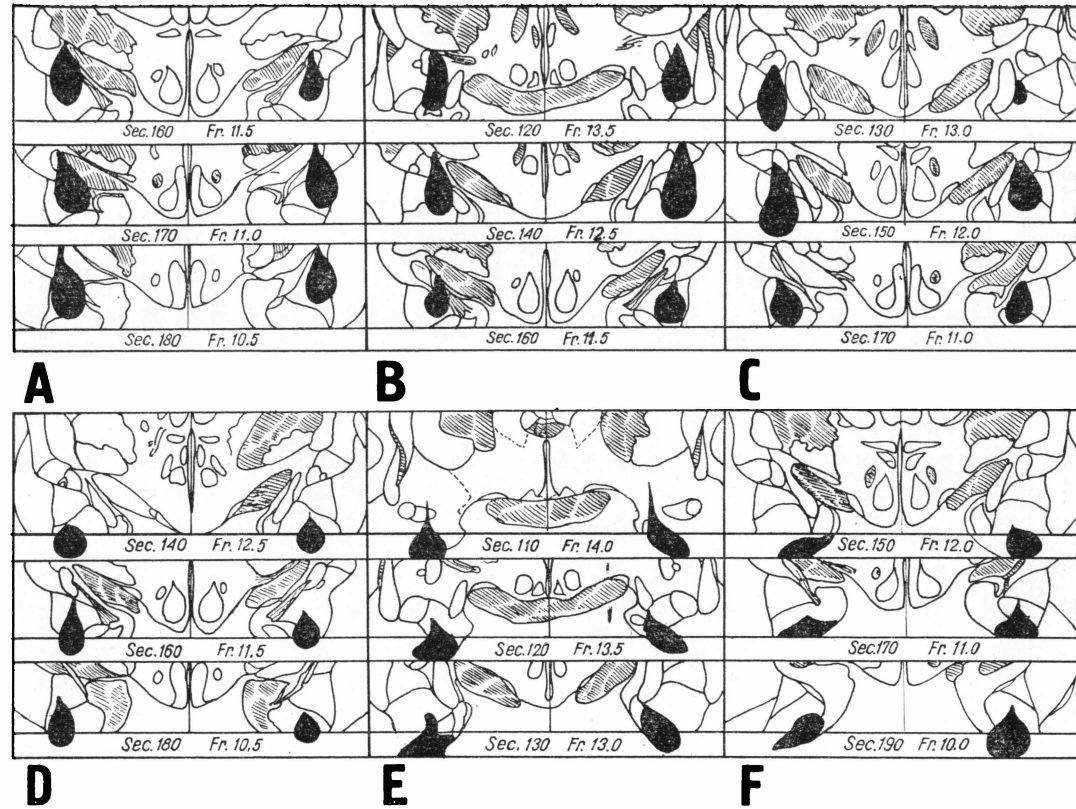 Sec.160 Fr. 11.5
Sec.120 Fr. 13.5
Sec.130 Fr. 13.0
Sec.170 Fr. 11.0
Sec.140 Fr. 12.5
Sec.150 Fr. 12.0
Sec.180 Fr. 10.5
Sec.160 Fr. 11.5
Sec.170 Fr. 11.0
A
B
C
Sec.140 Fr. 12.5
Sec.110 Fr. 14.0
Sec.150 Fr. 12.0
Sec.160 Fr. 11.5
Sec.120 Fr. 13.5
Sec.170 Fr. 11.0
Sec.180 Fr. 10.5
Sec.130 Fr. 13.0
Sec.190 Fr. 10.0
D
E
F